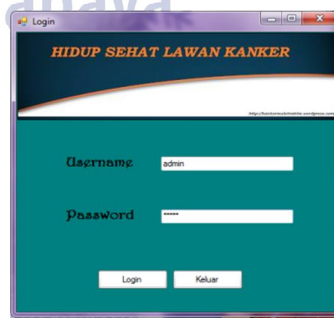 Login
HIDUP SEHAT LAWAN KANKER
Username
admin
Password
*****
Login
Keluar